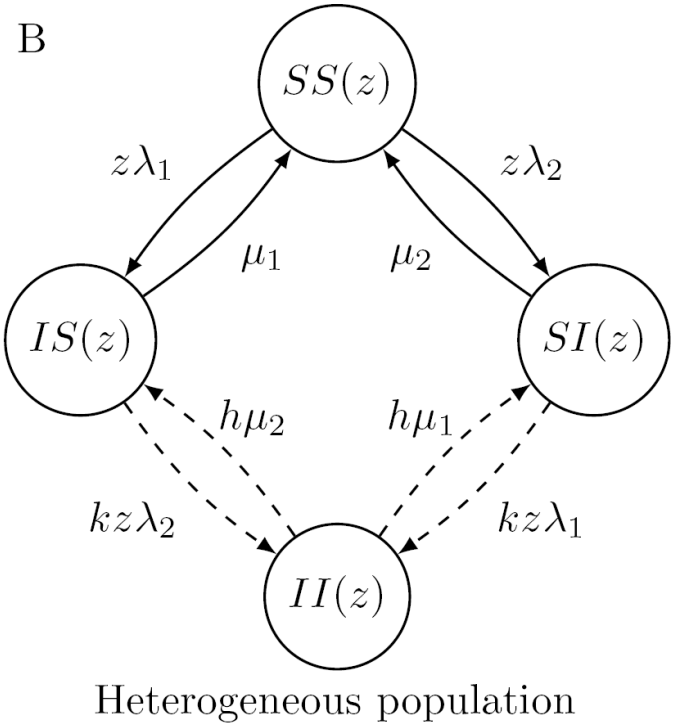 B
SS(z)
zλ₁
zλ₂
μ₁
μ₂
IS(z)
SI(z)
hμ₂
hμ₁
kzλ₂
kzλ₁
II(z)
Heterogeneous population